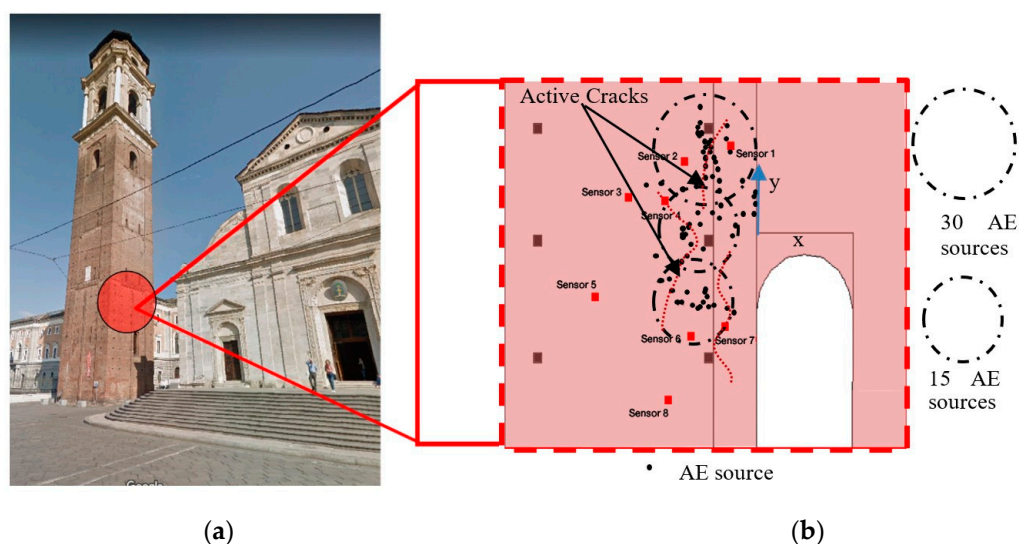 Active Cracks
Sensor 1
Sensor 2
Sensor 3
Sensor 4
y
x
30 AE
sources
Sensor 5
Sensor 6
Sensor 7
15 AE
sources
Sensor 8
AE source
Google
(a)
(b)